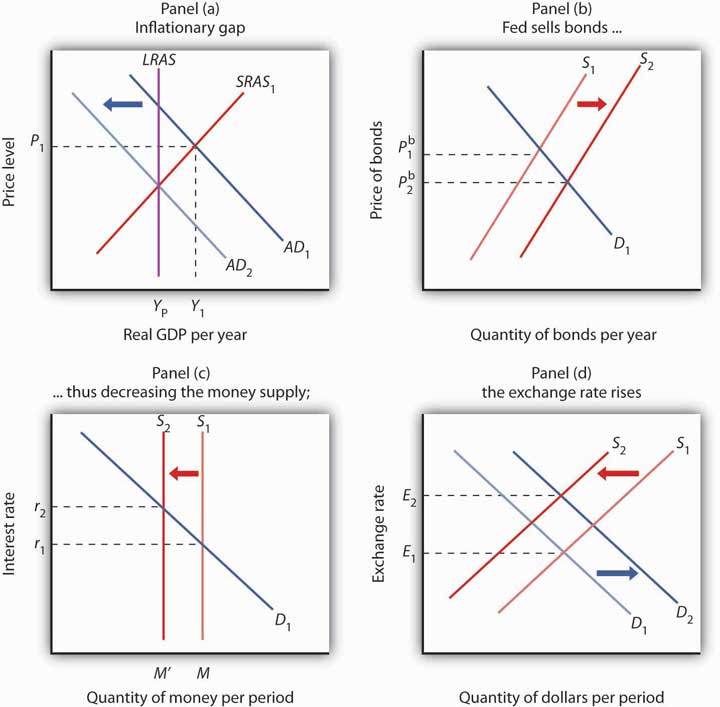 Panel (a)
Inflationary gap
LRAS
SRAS1
P1
Price level
AD1
AD2
YP Y1
Real GDP per year
Panel (b)
Fed sells bonds ...
S1
S2
Pb1
Pb2
Price of bonds
D1
Quantity of bonds per year
Panel (c)
... thus decreasing the money supply;
S2 S1
r2
r1
Interest rate
D1
M′ M
Quantity of money per period
Panel (d)
the exchange rate rises
S2
S1
E2
E1
Exchange rate
D1
D2
Quantity of dollars per period